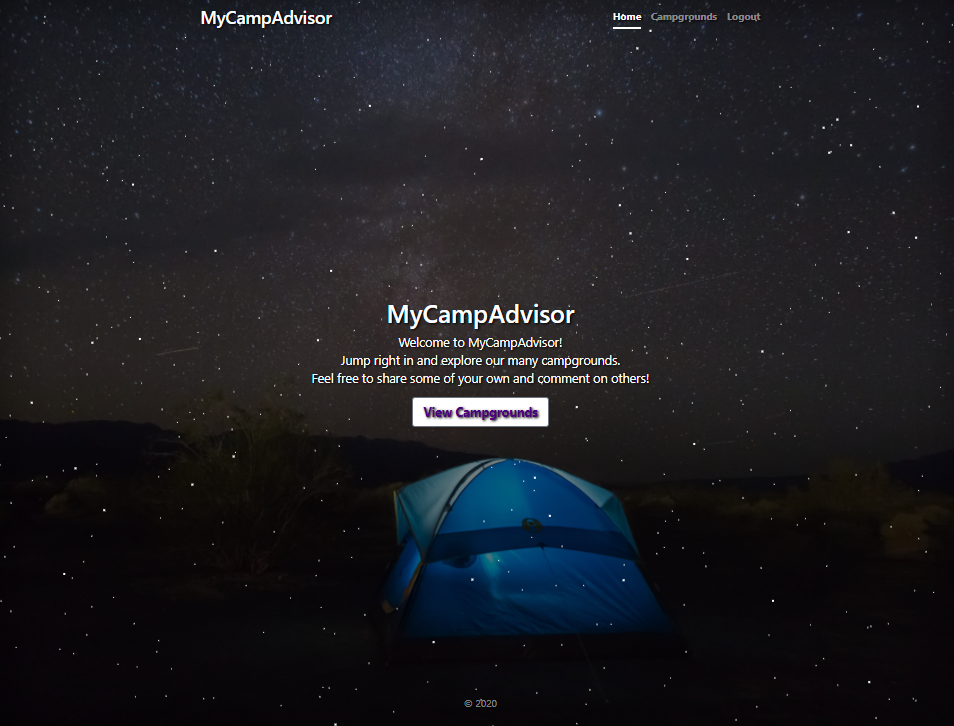 MyCampAdvisor
Home Campgrounds Logout
MyCampAdvisor
Welcome to MyCampAdvisor!
Jump right in and explore our many campgrounds.
Feel free to share some of your own and comment on others!
View Campgrounds
© 2020